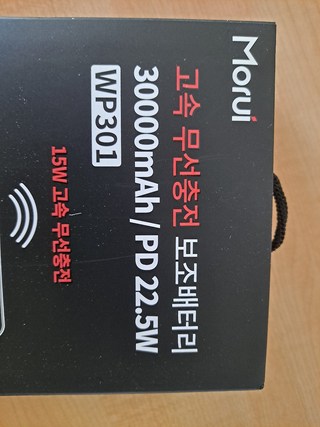 Morui
고속 무선충전 보조배터리
30000mAh / PD 22.5W
WP301
15W 고속 무선충전